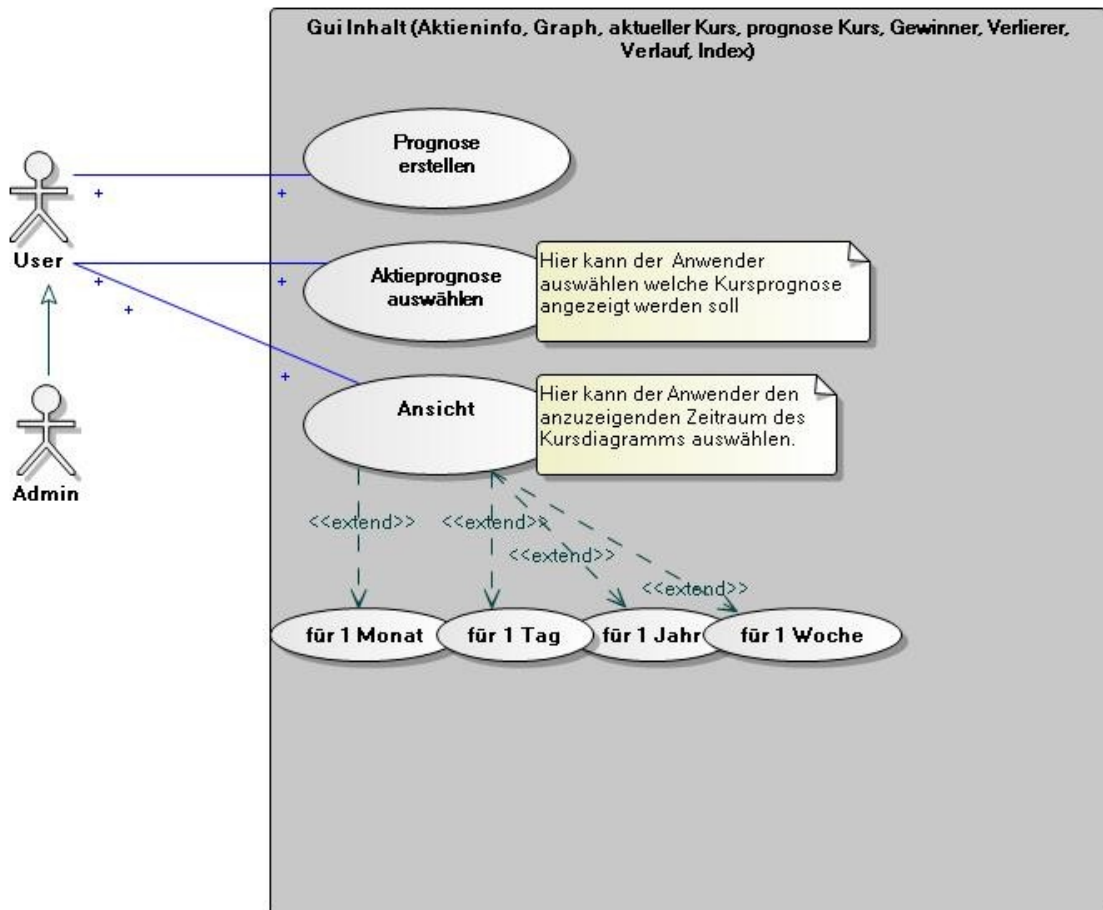 Gui Inhalt (Aktieninfo, Graph, aktueller Kurs, prognose Kurs, Gewinner, Verlierer,
Verlauf, Index)
Prognose
erstellen
+
+
User
Aktieprognose
auswählen
Hier kann der Anwender
auswählen welche Kursprognose
angezeigt werden soll
+
+
+
+
Ansicht
Hier kann der Anwender den
anzuzeigenden Zeitraum des
Kursdiagramms auswählen.
Admin
<<extend>>
<<extend>>
<<extend>>
<<extend>>
für 1 Monat
für 1 Tag
für 1 Jahr
für 1 Woche